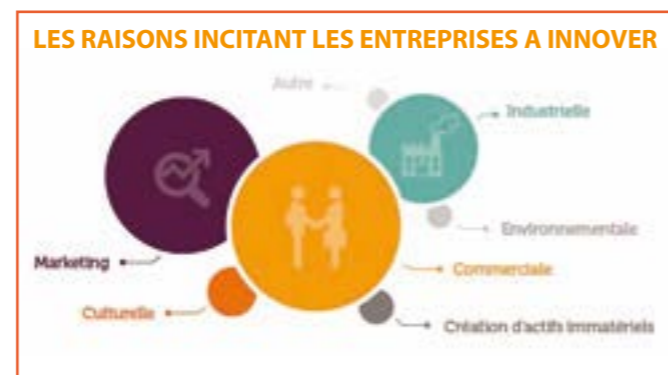 LES RAISONS INCITANT LES ENTREPRISES A INNOVER
Autre
Industrielle
Environnementale
Marketing
Commerciale
Culturelle
Création d'actifs immatériels